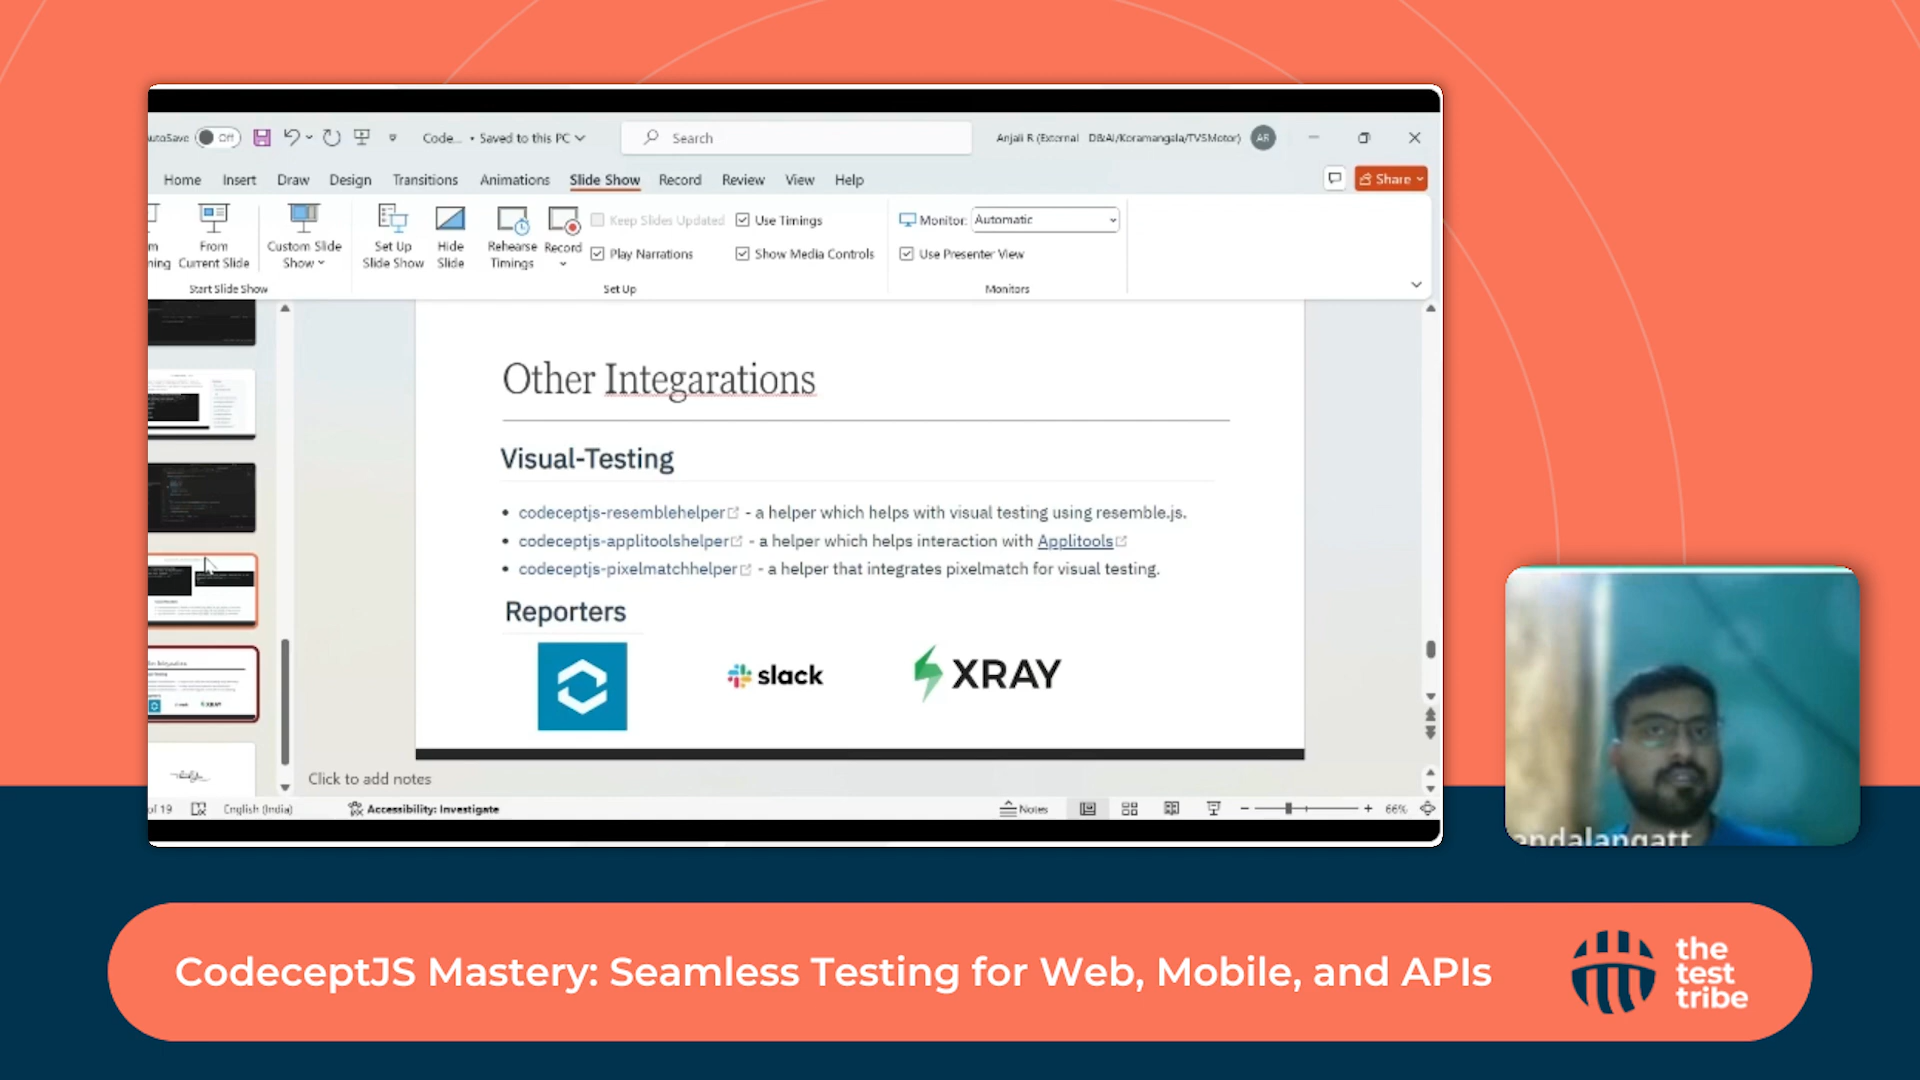 utoSave Off Code... • Saved to this PC Search Anjali R (External D&AI/Koramangala/TVSMotor) AR
Home Insert Draw Design Transitions Animations Slide Show Record Review View Help Share
From Current Slide
Custom Slide Show
Start Slide Show
Set Up Slide Show
Hide Slide
Rehearse Timings
Record
Keep Slides Updated
Play Narrations
Use Timings
Show Media Controls
Set Up
Monitor: Automatic
Use Presenter View
Monitors
Other Integarations
Visual-Testing
• codeceptjs-resemblehelper - a helper which helps with visual testing using resemble.js.
• codeceptjs-applitoolshelper - a helper which helps interaction with Applitools
• codeceptjs-pixelmatchhelper - a helper that integrates pixelmatch for visual testing.
Reporters
slack
XRAY
Click to add notes
of 19 English (India) Accessibility: Investigate Notes 66%
endalangatt
CodeceptJS Mastery: Seamless Testing for Web, Mobile, and APIs
the
test
tribe